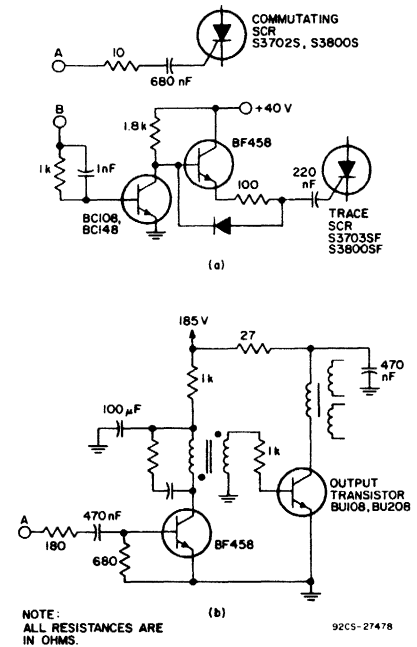 COMMUTATING
SCR
S3702S, S3800S
A
10
680 nF
B
+40 V
1.8k
BF458
1k
1nF
100
220
nF
BC108,
BC148
TRACE
SCR
S3703SF
S3800SF
(a)
185 V
27
1k
470
nF
100 µF
1k
OUTPUT
TRANSISTOR
BU108, BU208
A
470nF
180
BF458
680
(b)
NOTE:
ALL RESISTANCES ARE
IN OHMS.
92CS-27478